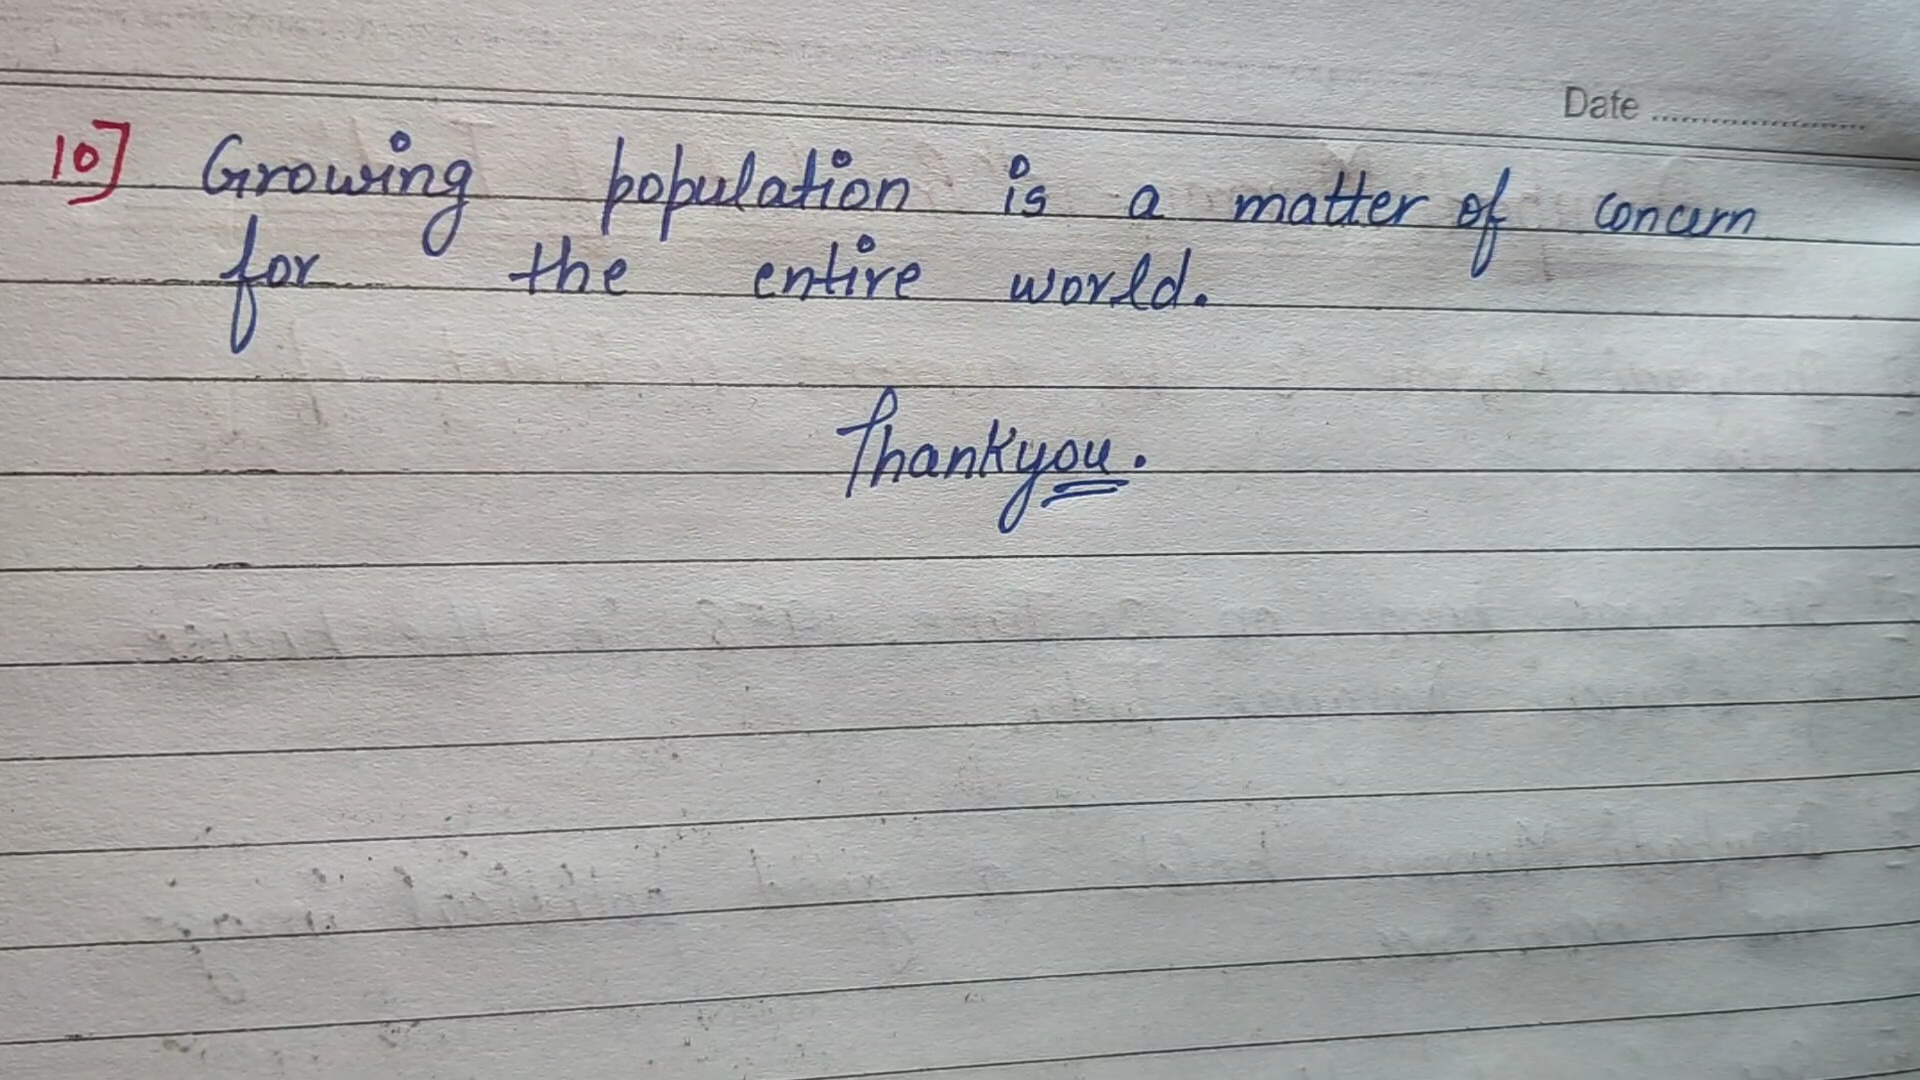 Date ....................
10] Growing population is a matter of concern
for the entire world.
Thankyou.